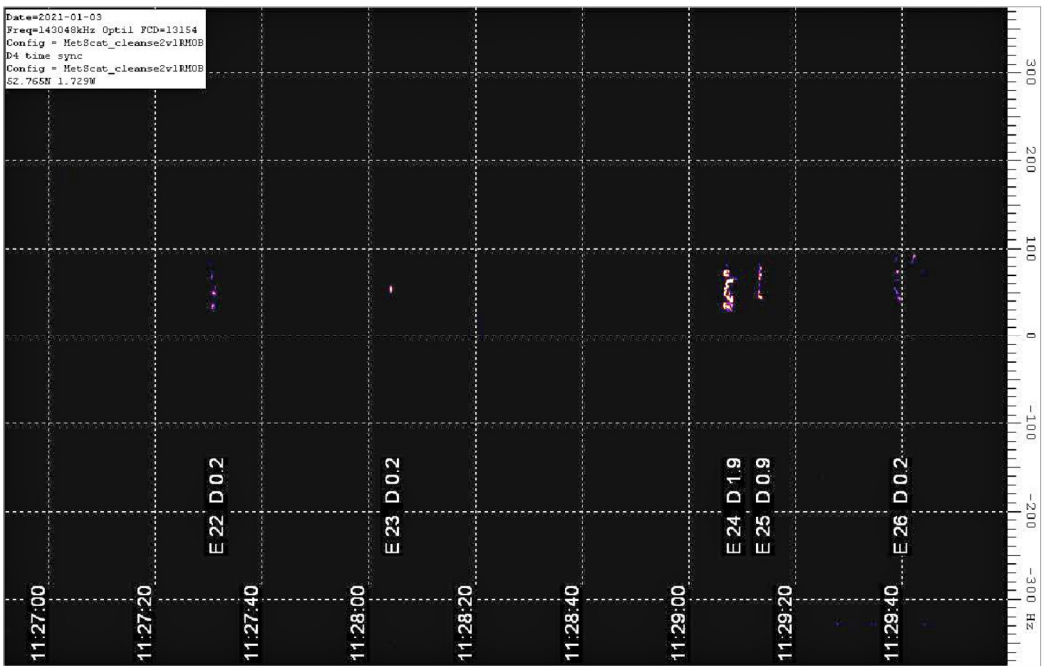 Date=2021-01-03
Freq=143048kHz Opti1 FCD=13154
Config = MetScat_cleanse2v1RMOB
D4 time sync
Config = MetScat_cleanse2v1RMOB
52.765N 1.729W
300
200
100
0
-100
-200
-300 Hz
E 22 D 0.2
E 23 D 0.2
E 24 D 1.9
E 25 D 0.9
E 26 D 0.2
11:27:00
11:27:20
11:27:40
11:28:00
11:28:20
11:28:40
11:29:00
11:29:20
11:29:40